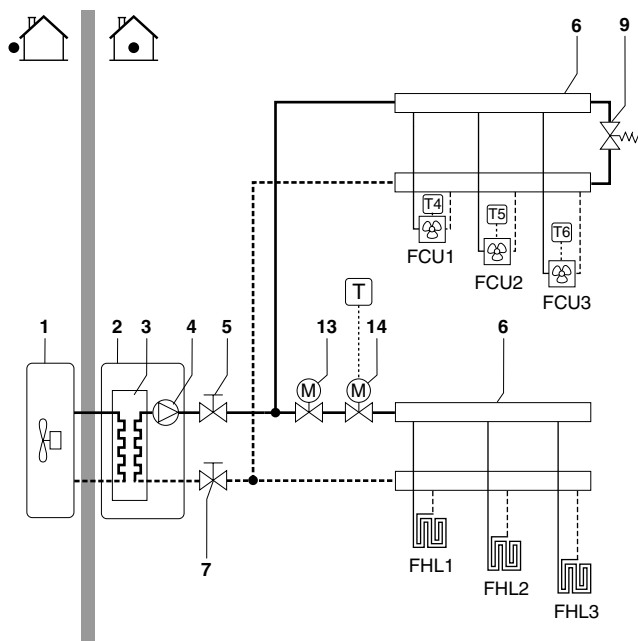 6 9
T4
T5
T6
FCU1
FCU2
FCU3
T
1 2 3 4 5 13 14 6
M M
7
FHL1
FHL2
FHL3